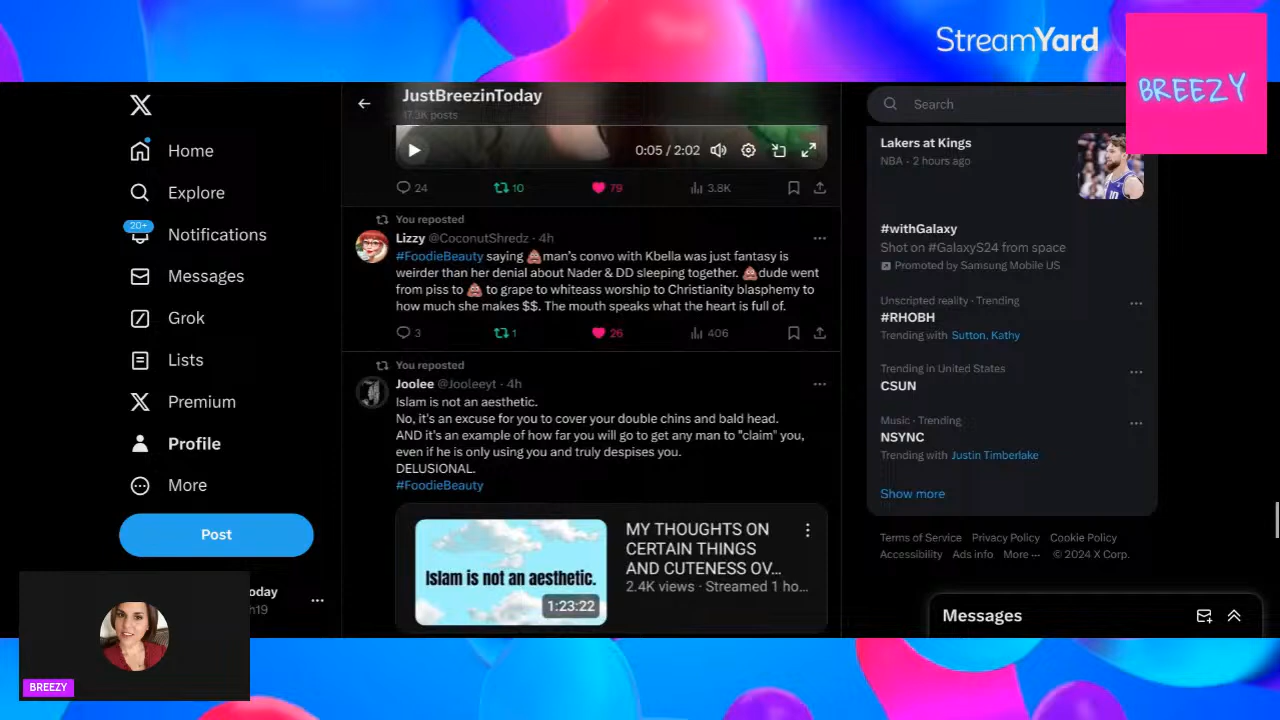 StreamYard
BREEZY
JustBreezinToday
17.3K posts
Search
Home
Explore
20+
Notifications
Messages
Grok
Lists
Premium
Profile
More
Post
oday
h19
BREEZY
0:05 / 2:02
24
10
79
3.8K
You reposted
Lizzy @CoconutShredz · 4h
#FoodieBeauty saying 💩man's convo with Kbella was just fantasy is
weirder than her denial about Nader & DD sleeping together. 💩dude went
from piss to 💩 to grape to whiteass worship to Christianity blasphemy to
how much she makes $$. The mouth speaks what the heart is full of.
3
1
26
406
You reposted
Joolee @Jooleeyt · 4h
Islam is not an aesthetic.
No, it's an excuse for you to cover your double chins and bald head.
AND it's an example of how far you will go to get any man to "claim" you,
even if he is only using you and truly despises you.
DELUSIONAL.
#FoodieBeauty
Islam is not an aesthetic.
1:23:22
MY THOUGHTS ON
CERTAIN THINGS
AND CUTENESS OV...
2.4K views · Streamed 1 ho...
Lakers at Kings
NBA · 2 hours ago
#withGalaxy
Shot on #GalaxyS24 from space
Promoted by Samsung Mobile US
Unscripted reality · Trending
#RHOBH
Trending with Sutton, Kathy
Trending in United States
CSUN
Music · Trending
NSYNC
Trending with Justin Timberlake
Show more
Terms of Service Privacy Policy Cookie Policy
Accessibility Ads info More ··· © 2024 X Corp.
Messages